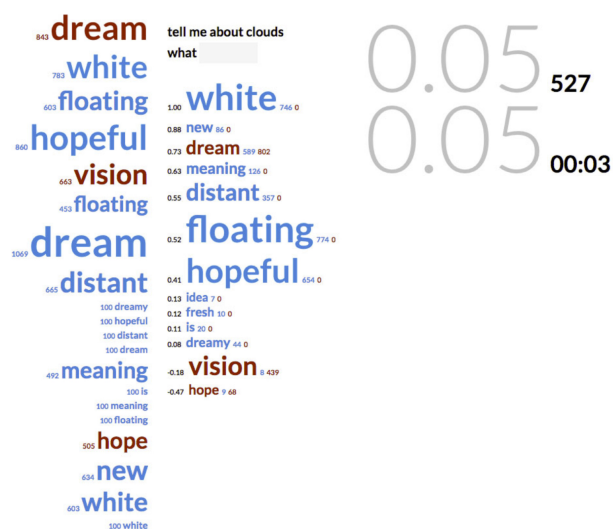 843 dream
783 white
603 floating
860 hopeful
663 vision
453 floating
1069 dream
665 distant
100 dreamy
100 hopeful
100 distant
100 dream
492 meaning
100 is
100 meaning
100 floating
505 hope
634 new
603 white
100 white
tell me about clouds
what
1.00 white 746 0
0.88 new 86 0
0.73 dream 589 802
0.63 meaning 126 0
0.55 distant 357 0
0.52 floating 774 0
0.41 hopeful 654 0
0.13 idea 7 0
0.12 fresh 10 0
0.11 is 20 0
0.08 dreamy 44 0
-0.18 vision 8 439
-0.47 hope 9 68
0.05 527
0.05 00:03